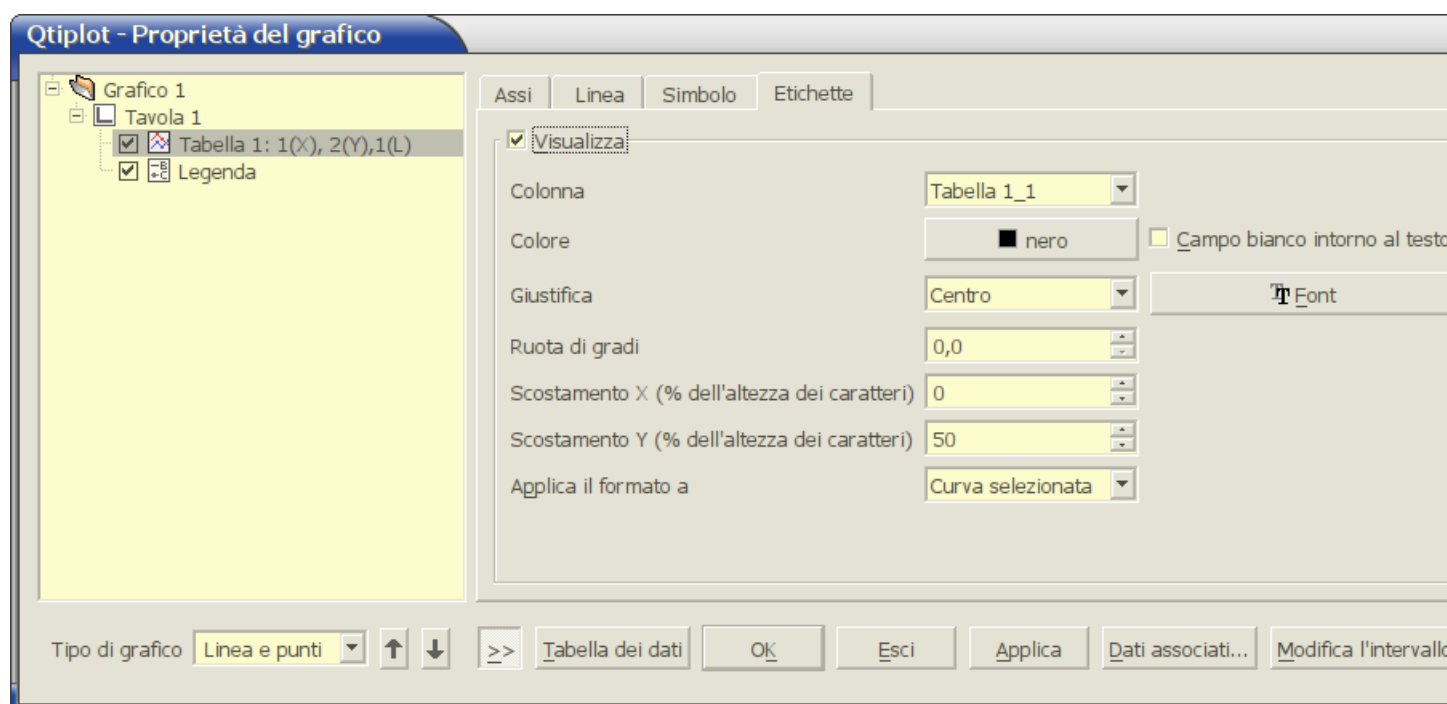 Qtiplot - Proprietà del grafico
Grafico 1
Tavola 1
Tabella 1: 1(X), 2(Y),1(L)
Legenda
Assi Linea Simbolo Etichette
Visualizza
Colonna Tabella 1_1
Colore nero Campo bianco intorno al testo
Giustifica Centro Font
Ruota di gradi 0,0
Scostamento X (% dell'altezza dei caratteri) 0
Scostamento Y (% dell'altezza dei caratteri) 50
Applica il formato a Curva selezionata
Tipo di grafico Linea e punti >> Tabella dei dati OK Esci Applica Dati associati... Modifica l'intervallo